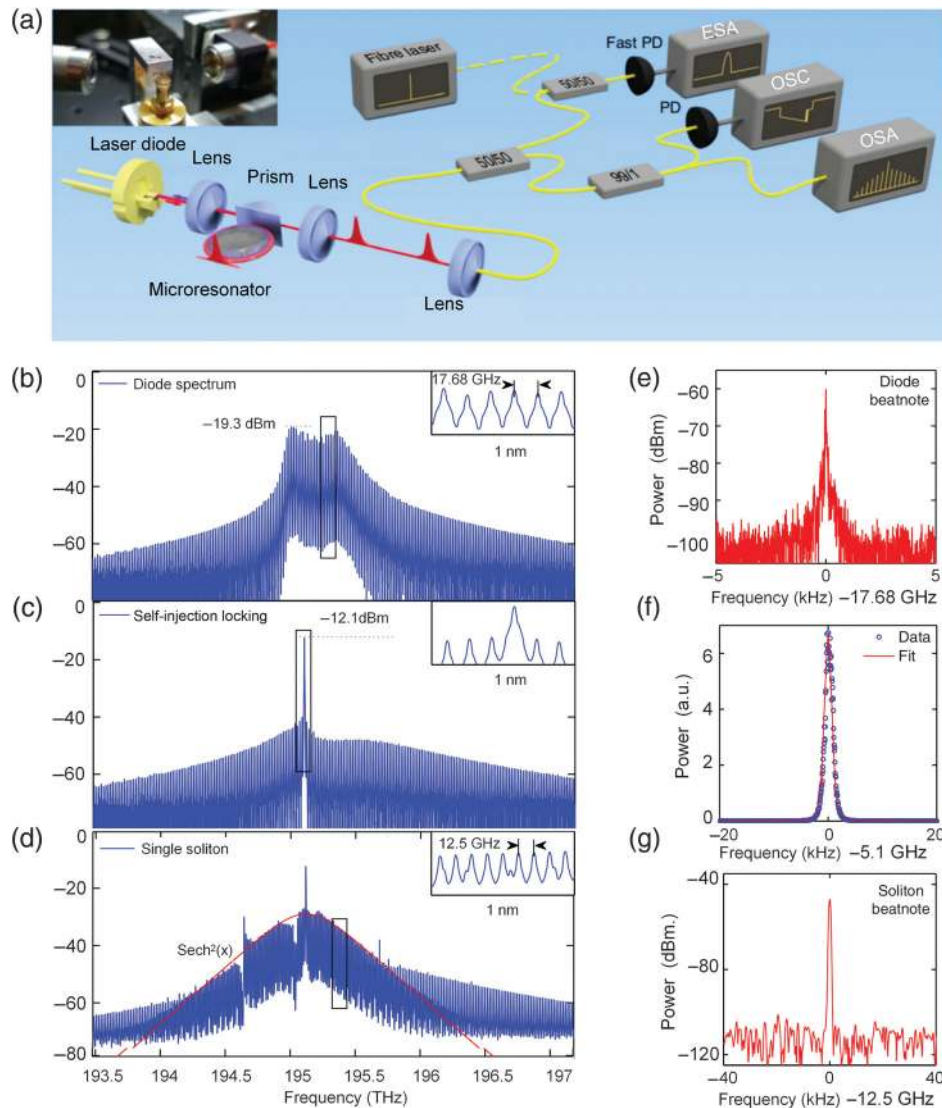 (a)
Fibre laser
50/50
Fast PD
ESA
PD
OSC
OSA
50/50
99/1
Laser diode
Lens
Prism
Lens
Microresonator
Lens
(b)
0
−20
−40
−60
Diode spectrum
−19.3 dBm
17.68 GHz
1 nm
(c)
0
−20
−40
−60
Self-injection locking
−12.1dBm
1 nm
(d)
0
−20
−40
−60
−80
Single soliton
Sech²(x)
12.5 GHz
1 nm
193.5 194 194.5 195 195.5 196 196.5 197
Frequency (THz)
(e)
Diode
beatnote
Power (dBm)
−60
−70
−80
−90
−100
−5 0 5
Frequency (kHz) −17.68 GHz
(f)
Data
Fit
Power (a.u.)
6
4
2
0
−20 0 20
Frequency (kHz) −5.1 GHz
(g)
Soliton
beatnote
Power (dBm.)
−40
−80
−120
−40 0 40
Frequency (kHz) −12.5 GHz